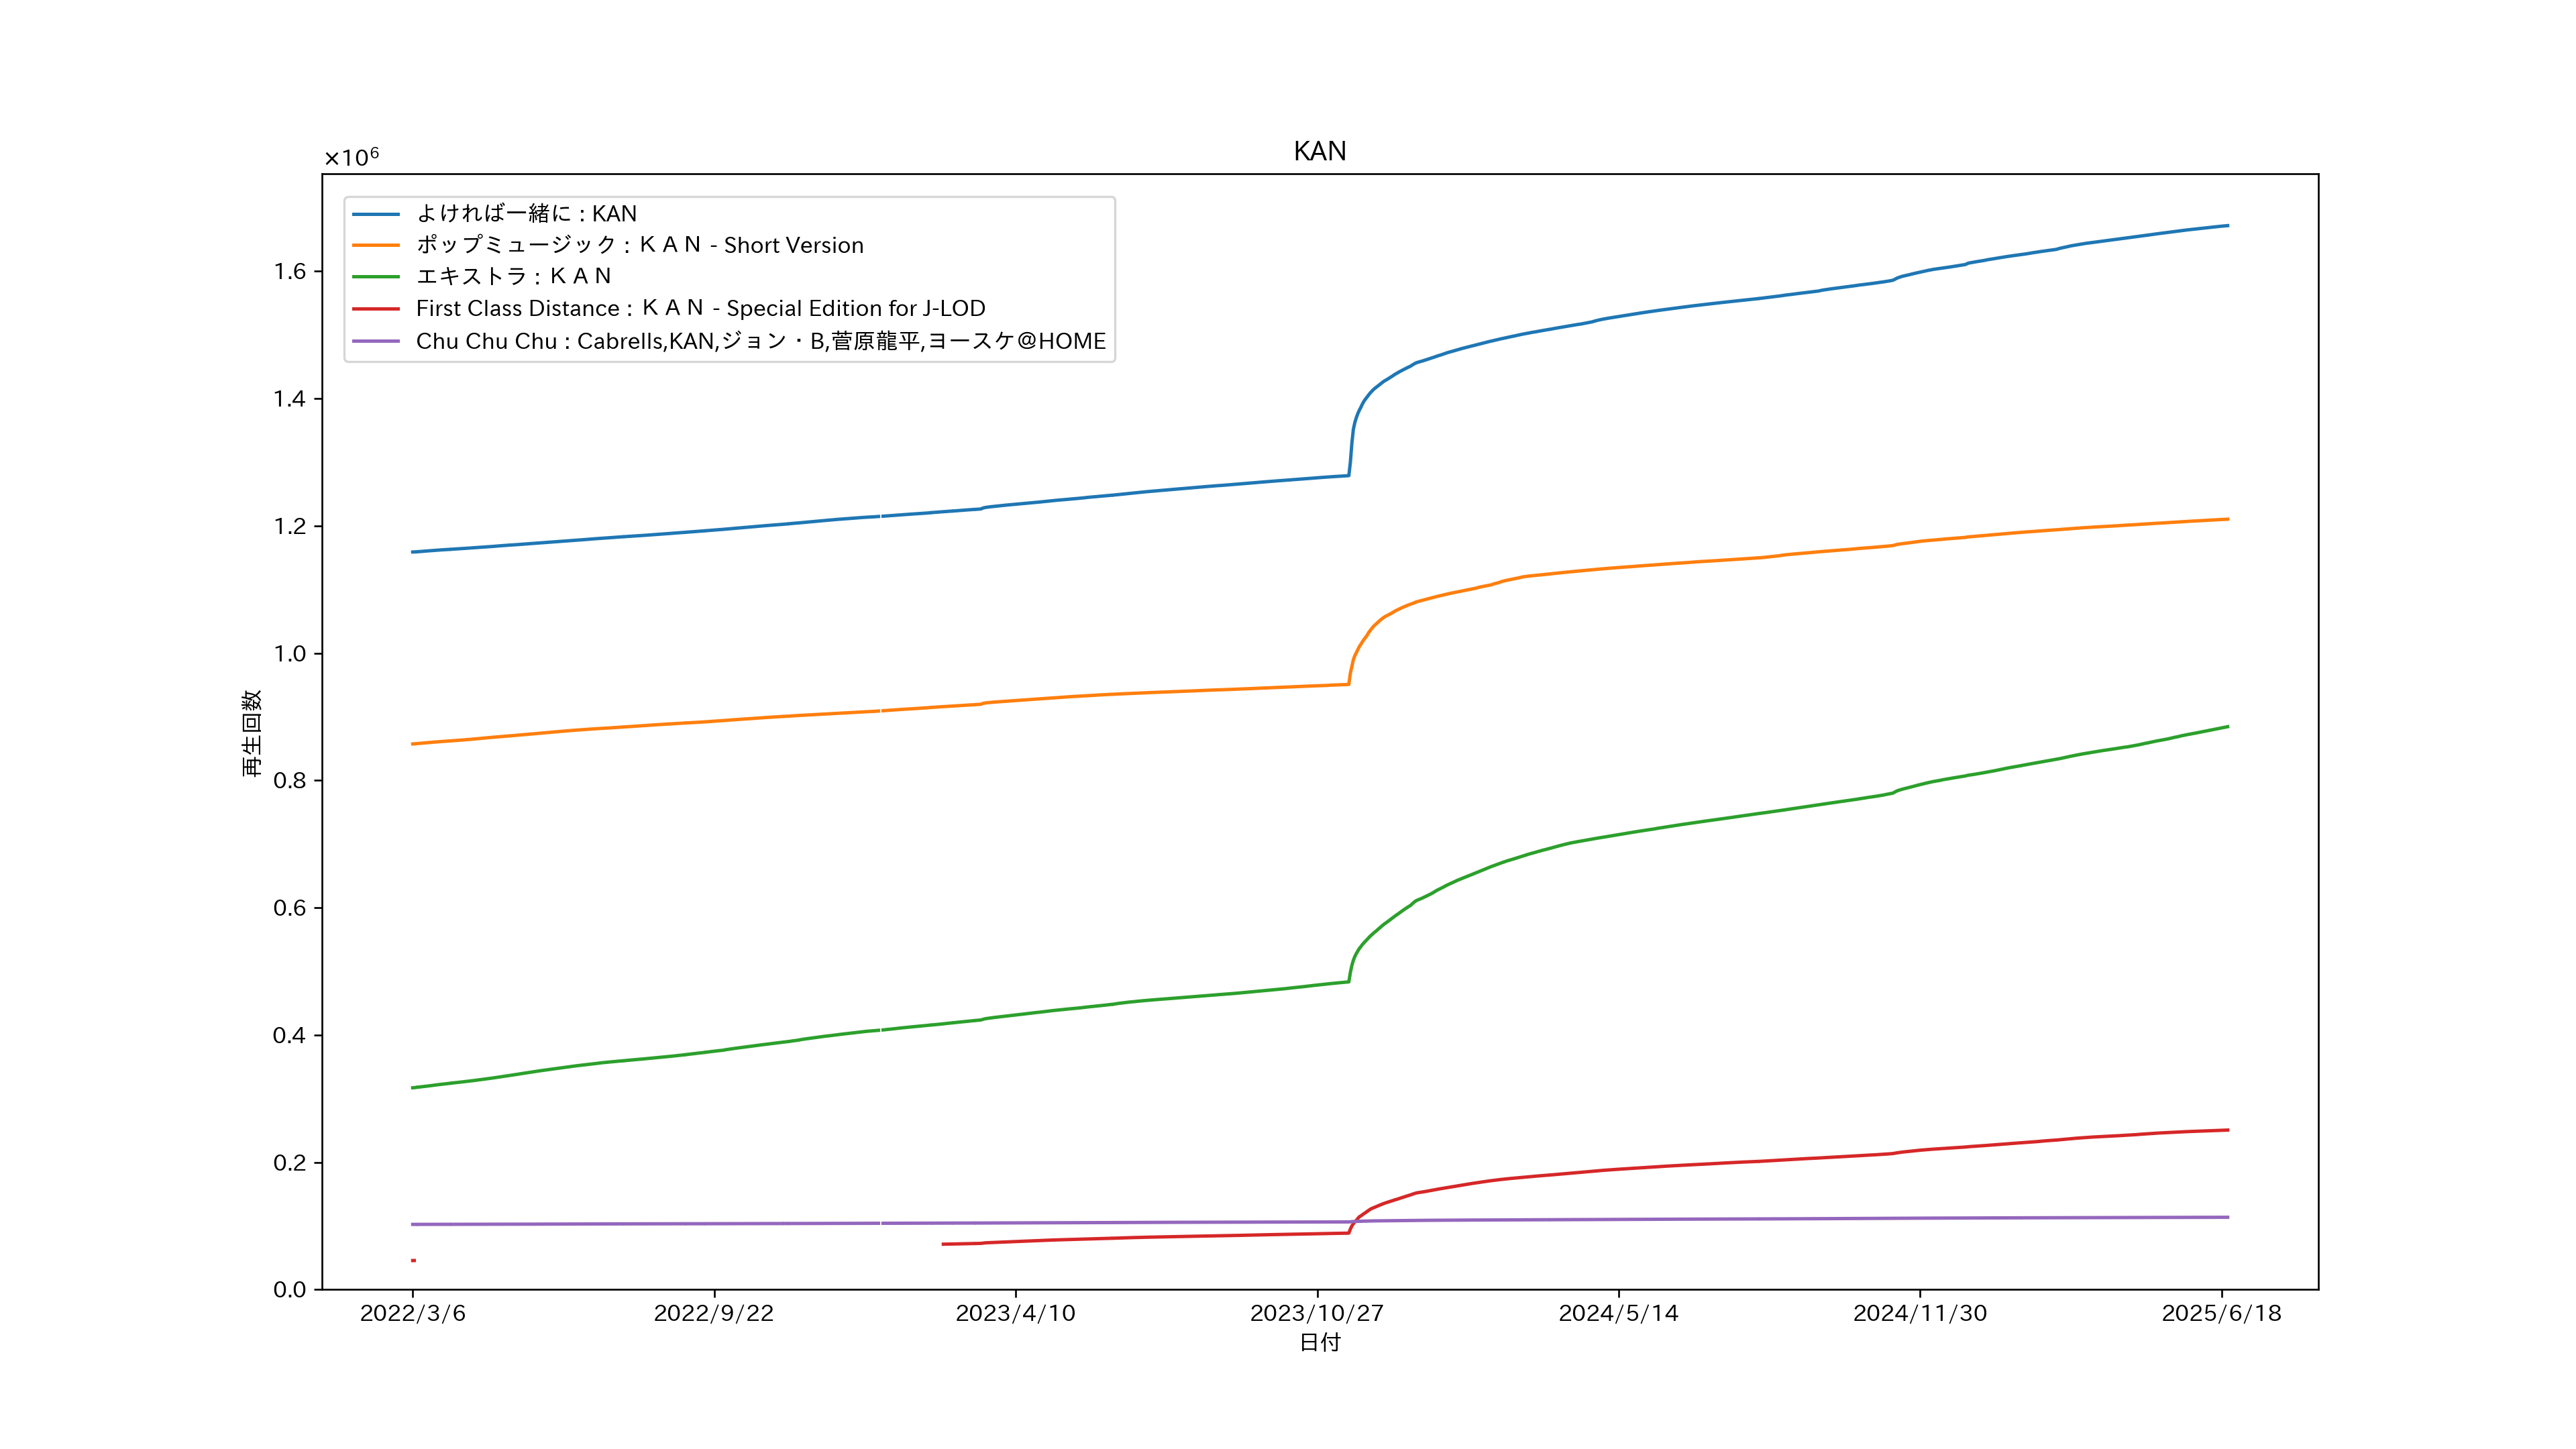 KAN
×10⁶
よければ一緒に : KAN
ポップミュージック : ＫＡＮ - Short Version
エキストラ : ＫＡＮ
First Class Distance : ＫＡＮ - Special Edition for J-LOD
Chu Chu Chu : Cabrells,KAN,ジョン・B,菅原龍平,ヨースケ@HOME
1.6
1.4
1.2
1.0
0.8
0.6
0.4
0.2
0.0
再生回数
2022/3/6 2022/9/22 2023/4/10 2023/10/27 2024/5/14 2024/11/30 2025/6/18
日付